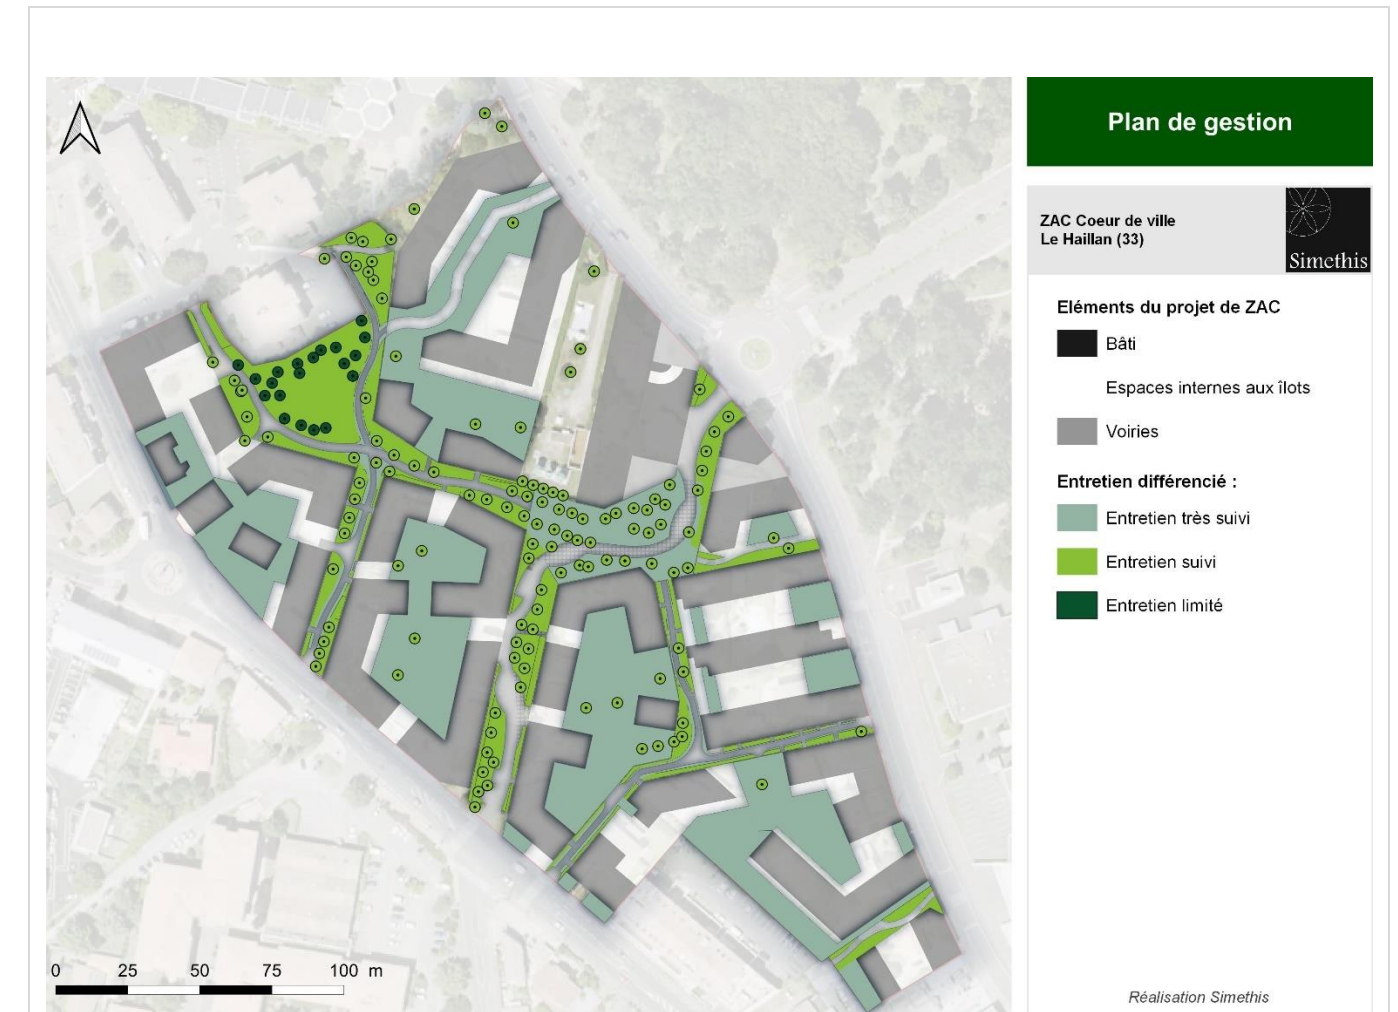 Plan de gestion
ZAC Coeur de ville
Le Haillan (33)
Simethis
Eléments du projet de ZAC
Bâti
Espaces internes aux îlots
Voiries
Entretien différencié :
Entretien très suivi
Entretien suivi
Entretien limité
0 25 50 75 100 m
Réalisation Simethis